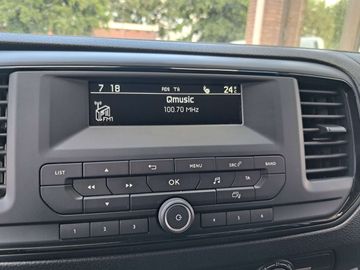 7 18 RDS TA 24°
Qmusic
100.70 MHz
FM1
LIST MENU SRC BAND
OK TA
1 2 3 4 5 6